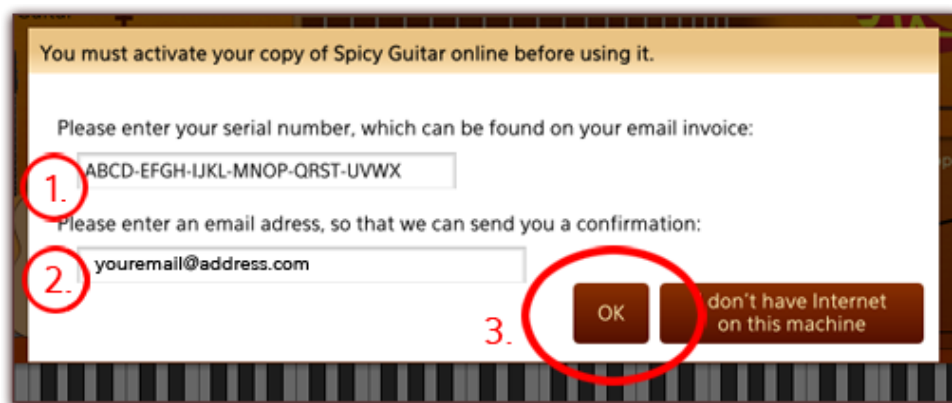 You must activate your copy of Spicy Guitar online before using it.
Please enter your serial number, which can be found on your email invoice:
1.
ABCD-EFGH-IJKL-MNOP-QRST-UVWX
Please enter an email adress, so that we can send you a confirmation:
2.
youremail@address.com
3.
OK
don't have Internet
on this machine